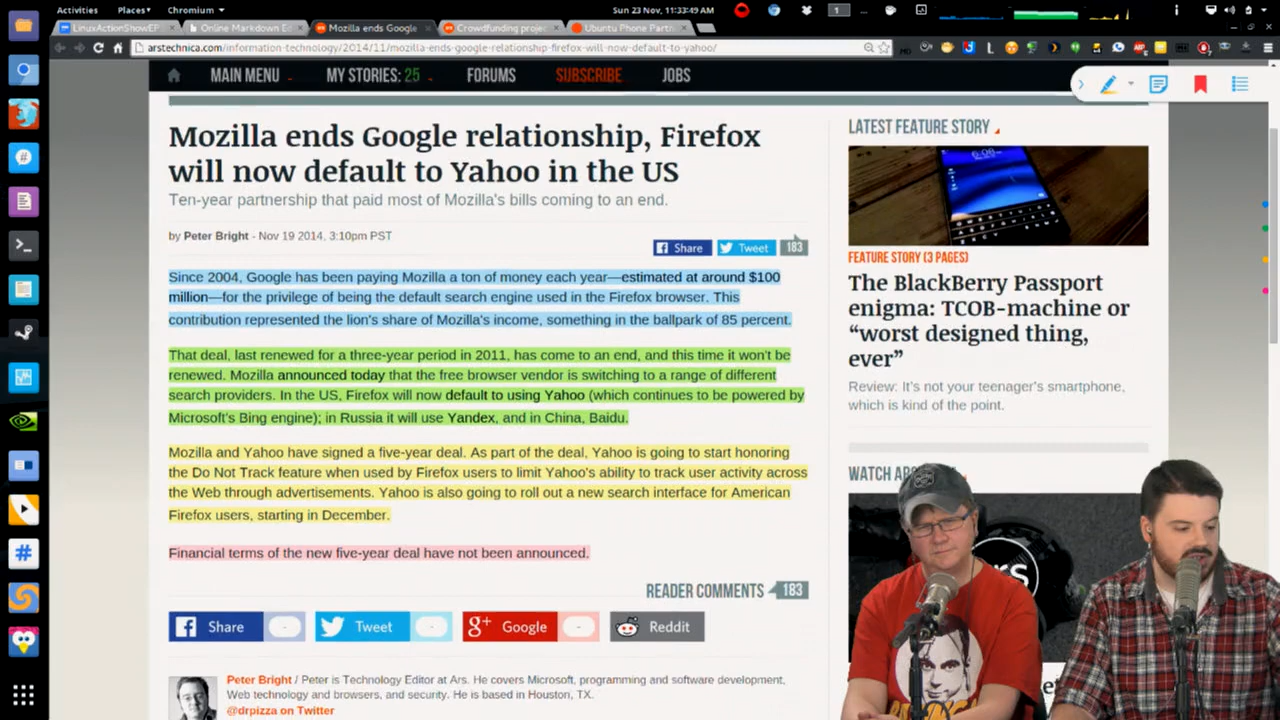 Activities Places Chromium Sun 23 Nov, 11:33:49 AM 1
LinuxActionShowEP Online Markdown Ed Mozilla ends Google Crowdfunding projec Ubuntu Phone Partn
arstechnica.com/information-technology/2014/11/mozilla-ends-google-relationship-firefox-will-now-default-to-yahoo/
MAIN MENU MY STORIES: 25 FORUMS SUBSCRIBE JOBS
Mozilla ends Google relationship, Firefox
will now default to Yahoo in the US
Ten-year partnership that paid most of Mozilla's bills coming to an end.
by Peter Bright - Nov 19 2014, 3:10pm PST
Share Tweet 183
Since 2004, Google has been paying Mozilla a ton of money each year—estimated at around $100
million—for the privilege of being the default search engine used in the Firefox browser. This
contribution represented the lion's share of Mozilla's income, something in the ballpark of 85 percent.
That deal, last renewed for a three-year period in 2011, has come to an end, and this time it won't be
renewed. Mozilla announced today that the free browser vendor is switching to a range of different
search providers. In the US, Firefox will now default to using Yahoo (which continues to be powered by
Microsoft's Bing engine); in Russia it will use Yandex, and in China, Baidu.
Mozilla and Yahoo have signed a five-year deal. As part of the deal, Yahoo is going to start honoring
the Do Not Track feature when used by Firefox users to limit Yahoo's ability to track user activity across
the Web through advertisements. Yahoo is also going to roll out a new search interface for American
Firefox users, starting in December.
Financial terms of the new five-year deal have not been announced.
READER COMMENTS 183
Share - Tweet - Google - Reddit
Peter Bright / Peter is Technology Editor at Ars. He covers Microsoft, programming and software development,
Web technology and browsers, and security. He is based in Houston, TX.
@drpizza on Twitter
LATEST FEATURE STORY
FEATURE STORY (3 PAGES)
The BlackBerry Passport
enigma: TCOB-machine or
“worst designed thing,
ever”
Review: It's not your teenager's smartphone,
which is kind of the point.
WATCH